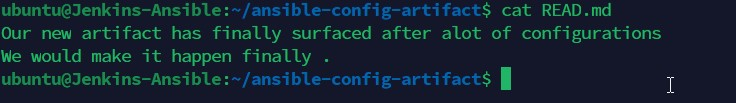 ubuntu@Jenkins-Ansible:~/ansible-config-artifact$ cat READ.md
Our new artifact has finally surfaced after alot of configurations
We would make it happen finally .
ubuntu@Jenkins-Ansible:~/ansible-config-artifact$